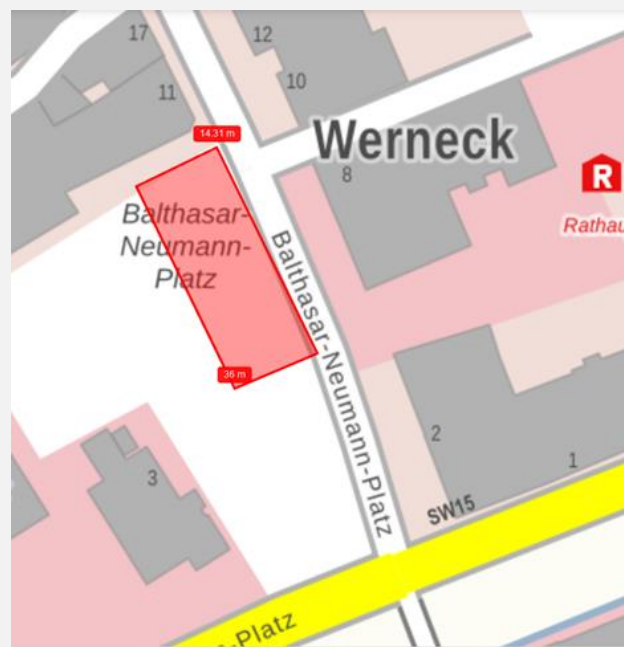 17
12
11
10
14.31 m
Werneck
8
R
Rathau
Balthasar-
Neumann-
Platz
Balthasar-Neumann-Platz
36 m
2
3
1
SW15
-Platz